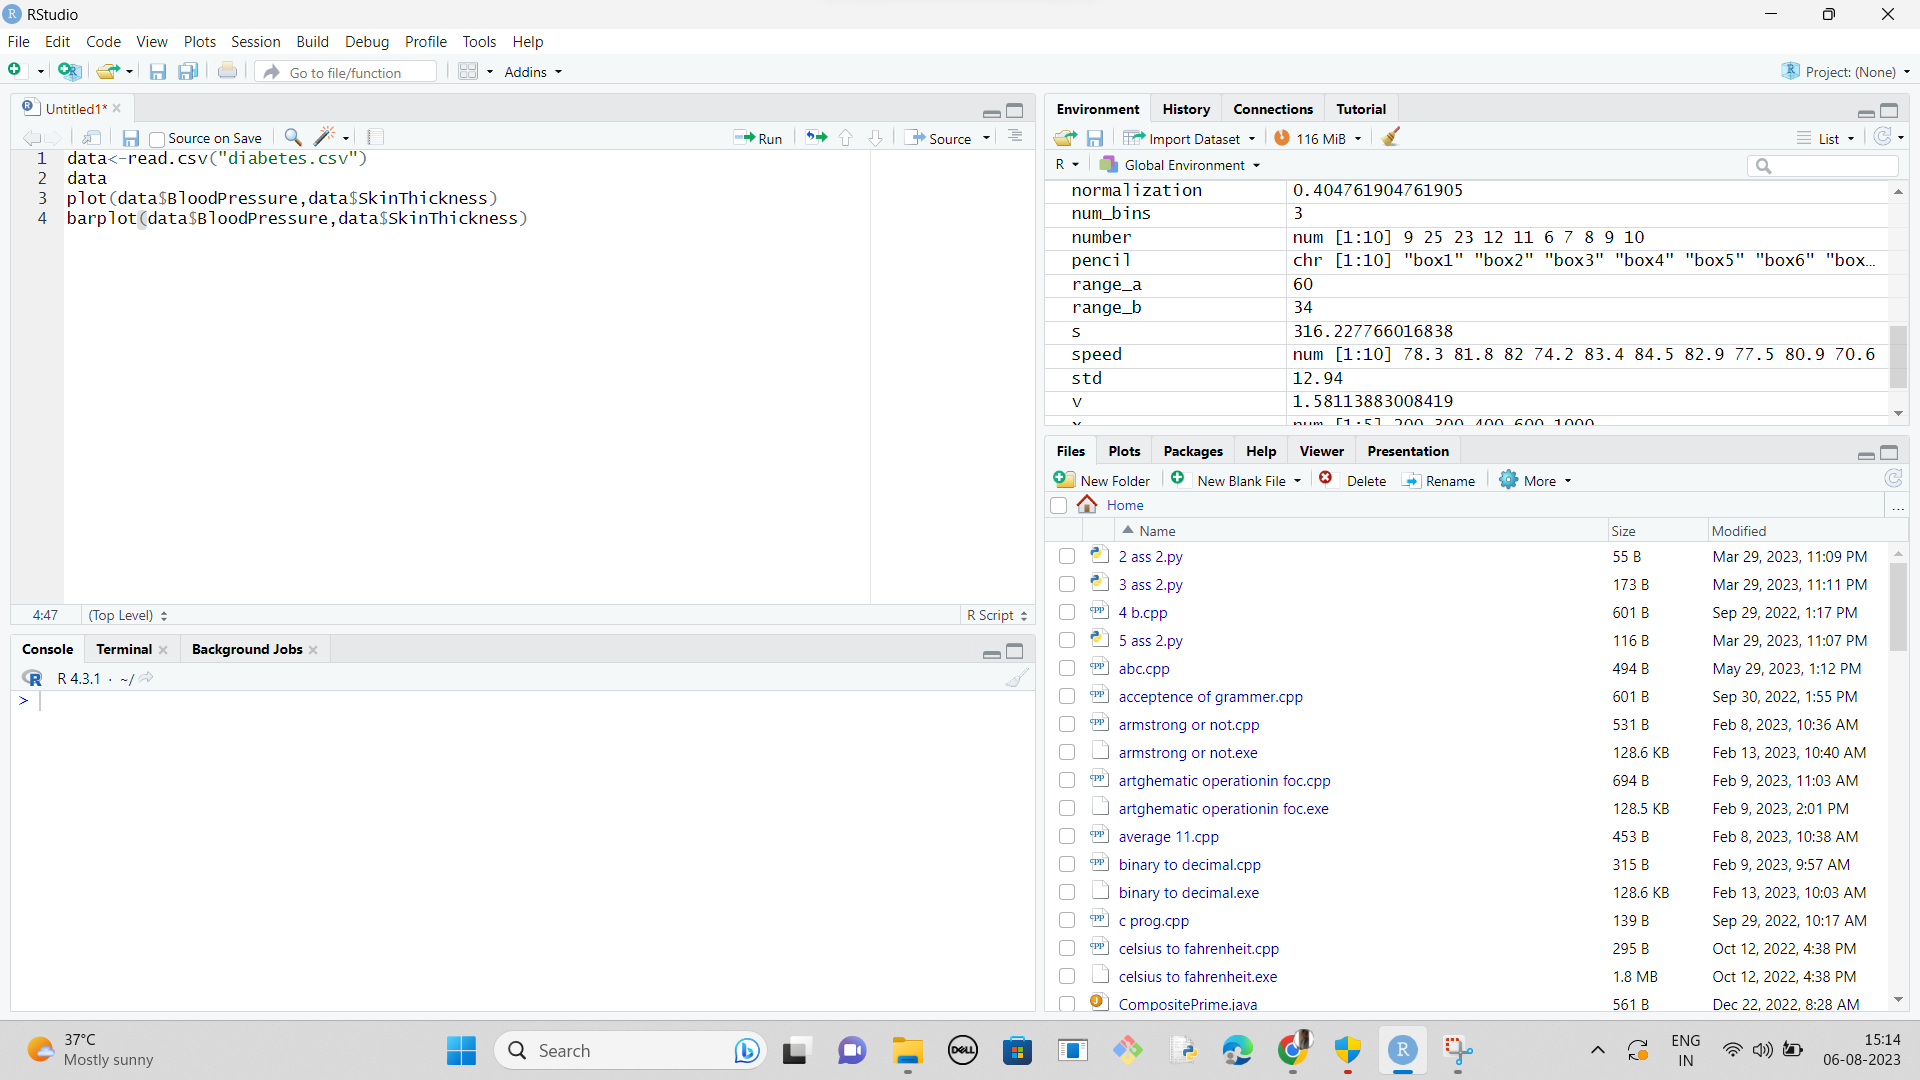 RStudio
File Edit Code View Plots Session Build Debug Profile Tools Help
Go to file/function Addins Project: (None)
Untitled1*
Source on Save Run Source
1 data<-read.csv("diabetes.csv")
2 data
3 plot(data$BloodPressure,data$SkinThickness)
4 barplot(data$BloodPressure,data$SkinThickness)
4:47 (Top Level) R Script
Console Terminal Background Jobs
R 4.3.1 · ~/
>
Environment History Connections Tutorial
Import Dataset 116 MiB List
R Global Environment
normalization 0.404761904761905
num_bins 3
number num [1:10] 9 25 23 12 11 6 7 8 9 10
pencil chr [1:10] "box1" "box2" "box3" "box4" "box5" "box6" "box...
range_a 60
range_b 34
s 316.227766016838
speed num [1:10] 78.3 81.8 82 74.2 83.4 84.5 82.9 77.5 80.9 70.6
std 12.94
v 1.58113883008419
x num [1:5] 200 300 400 600 1000
Files Plots Packages Help Viewer Presentation
New Folder New Blank File Delete Rename More
Home ...
Name Size Modified
2 ass 2.py 55 B Mar 29, 2023, 11:09 PM
3 ass 2.py 173 B Mar 29, 2023, 11:11 PM
4 b.cpp 601 B Sep 29, 2022, 1:17 PM
5 ass 2.py 116 B Mar 29, 2023, 11:07 PM
abc.cpp 494 B May 29, 2023, 1:12 PM
acceptence of grammer.cpp 601 B Sep 30, 2022, 1:55 PM
armstrong or not.cpp 531 B Feb 8, 2023, 10:36 AM
armstrong or not.exe 128.6 KB Feb 13, 2023, 10:40 AM
artghematic operationin foc.cpp 694 B Feb 9, 2023, 11:03 AM
artghematic operationin foc.exe 128.5 KB Feb 9, 2023, 2:01 PM
average 11.cpp 453 B Feb 8, 2023, 10:38 AM
binary to decimal.cpp 315 B Feb 9, 2023, 9:57 AM
binary to decimal.exe 128.6 KB Feb 13, 2023, 10:03 AM
c prog.cpp 139 B Sep 29, 2022, 10:17 AM
celsius to fahrenheit.cpp 295 B Oct 12, 2022, 4:38 PM
celsius to fahrenheit.exe 1.8 MB Oct 12, 2022, 4:38 PM
CompositePrime.java 561 B Dec 22, 2022, 8:28 AM
37°C
Mostly sunny
Search
DELL
ENG
IN
15:14
06-08-2023